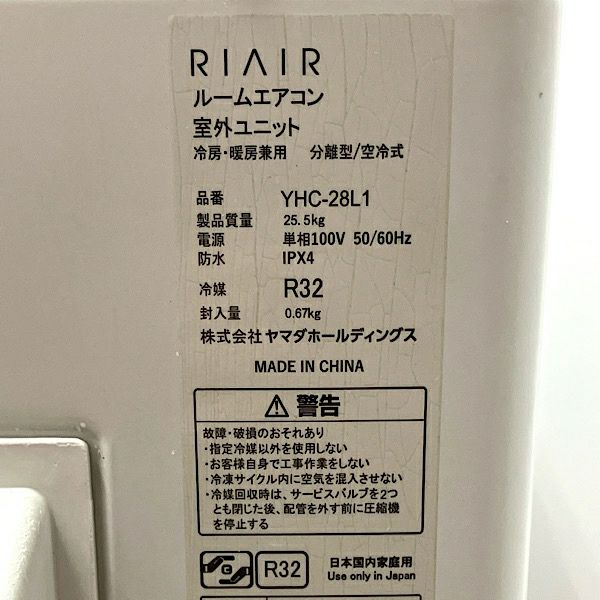 RIAIR
ルームエアコン
室外ユニット
冷房・暖房兼用 分離型/空冷式
品番 YHC-28L1
製品質量 25.5kg
電源 単相100V 50/60Hz
防水 IPX4
冷媒 R32
封入量 0.67kg
株式会社ヤマダホールディングス
MADE IN CHINA
⚠ 警告
故障・破損のおそれあり
・指定冷媒以外を使用しない
・お客様自身で工事作業をしない
・冷凍サイクル内に空気を混入させない
・冷媒回収時は、サービスバルブを2つ
とも閉じた後、配管を外す前に圧縮機
を停止する
G R32 日本国内家庭用
Use only in Japan